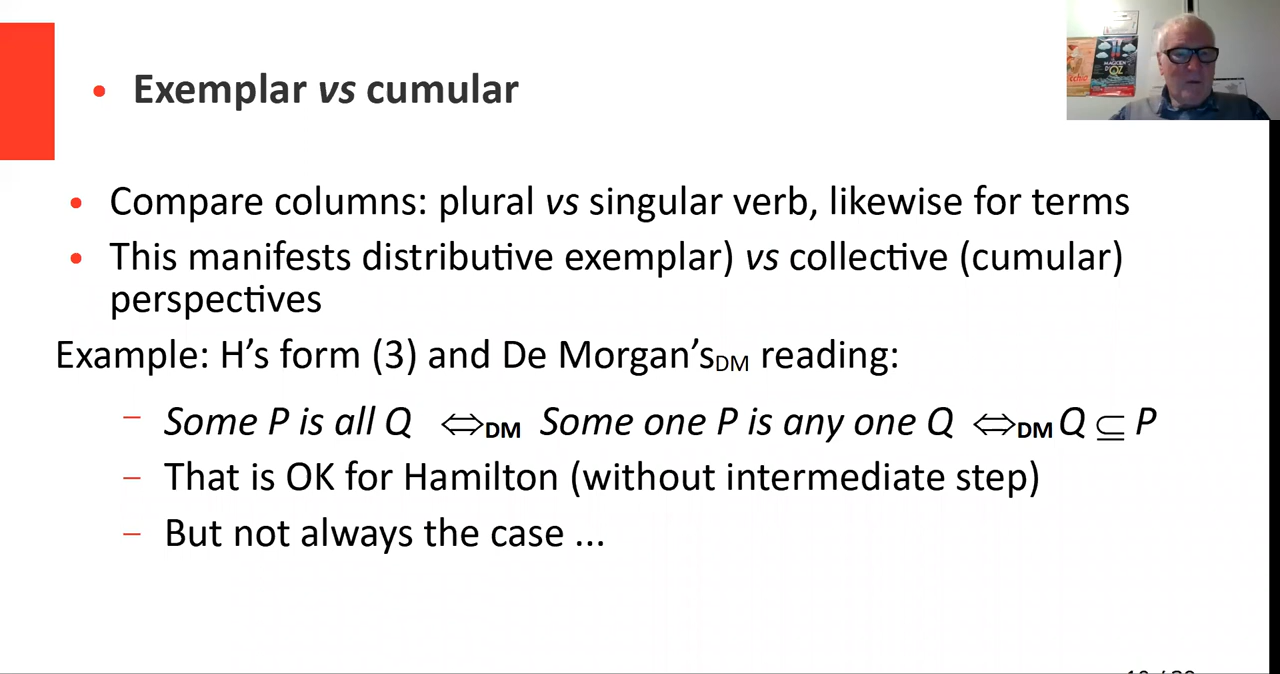 Exemplar vs cumular
Compare columns: plural vs singular verb, likewise for terms
This manifests distributive exemplar) vs collective (cumular)
perspectives
Example: H's form (3) and De Morgan's DM reading:
Some P is all Q ⇔DM Some one P is any one Q ⇔DM Q ⊆ P
That is OK for Hamilton (without intermediate step)
But not always the case ...